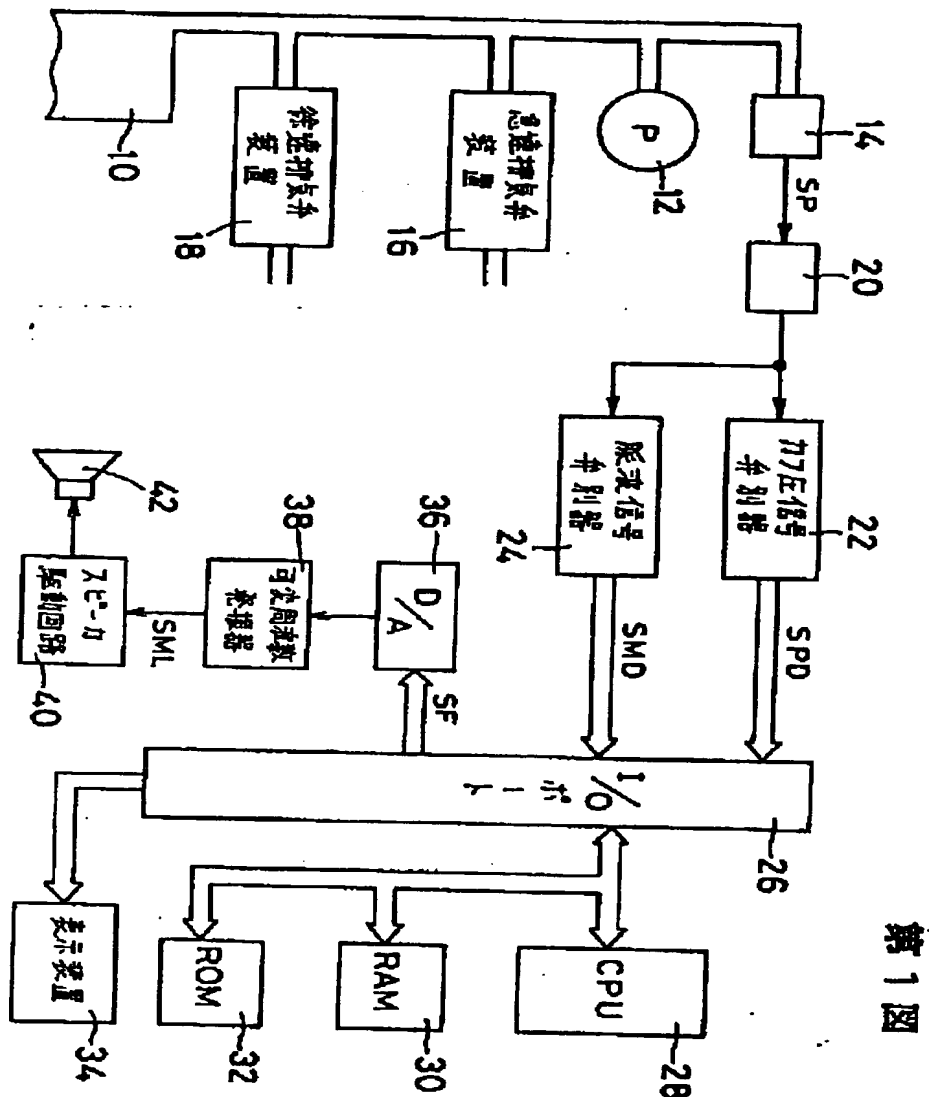 第1図
14
SP
20
P
12
急速排気弁
装置
16
徐速排気弁
装置
18
10
カフ圧信号
弁別器
22
脈波信号
弁別器
24
SPD
SMD
I/O
ポート
26
CPU
28
RAM
30
ROM
32
表示装置
34
SF
D/A
36
可変周波数
発振器
38
SML
スピーカ
駆動回路
40
42